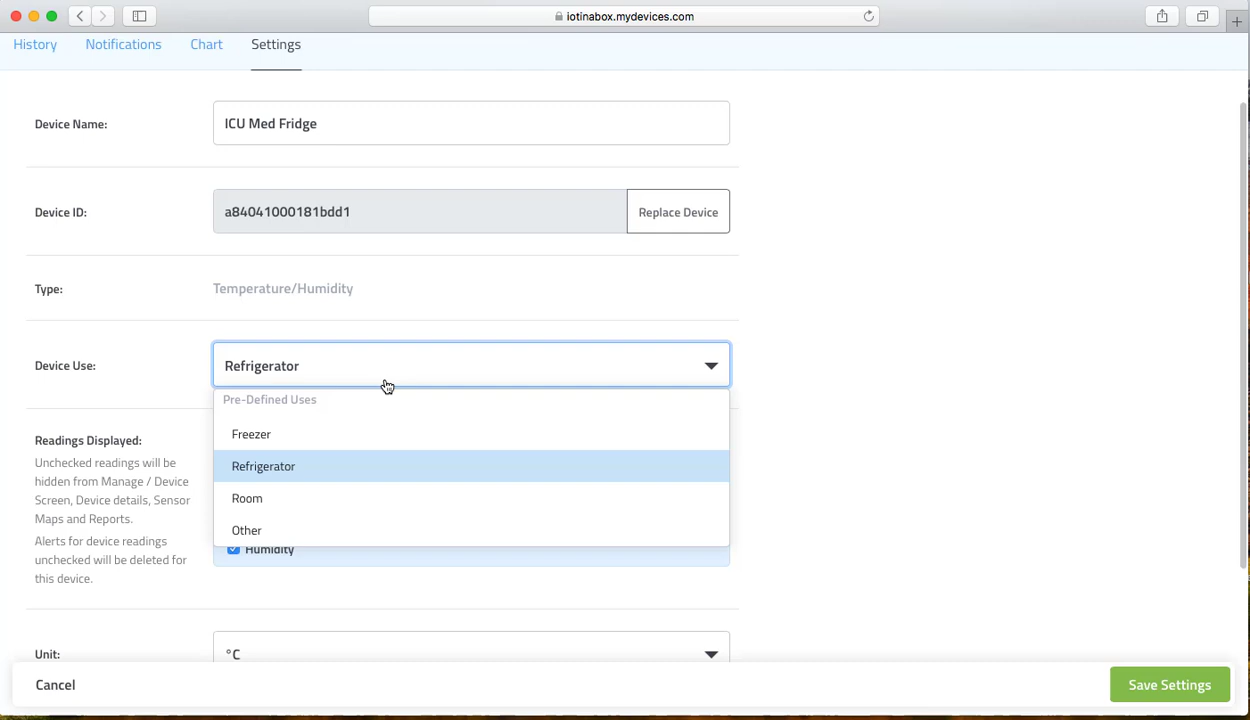 iotinabox.mydevices.com
History Notifications Chart Settings
Device Name: ICU Med Fridge
Device ID: a84041000181bdd1 Replace Device
Type: Temperature/Humidity
Device Use: Refrigerator
Pre-Defined Uses
Freezer
Refrigerator
Room
Other
Readings Displayed:
Unchecked readings will be
hidden from Manage / Device
Screen, Device details, Sensor
Maps and Reports.
Alerts for device readings
unchecked will be deleted for
this device.
Humidity
Unit: °C
Cancel Save Settings